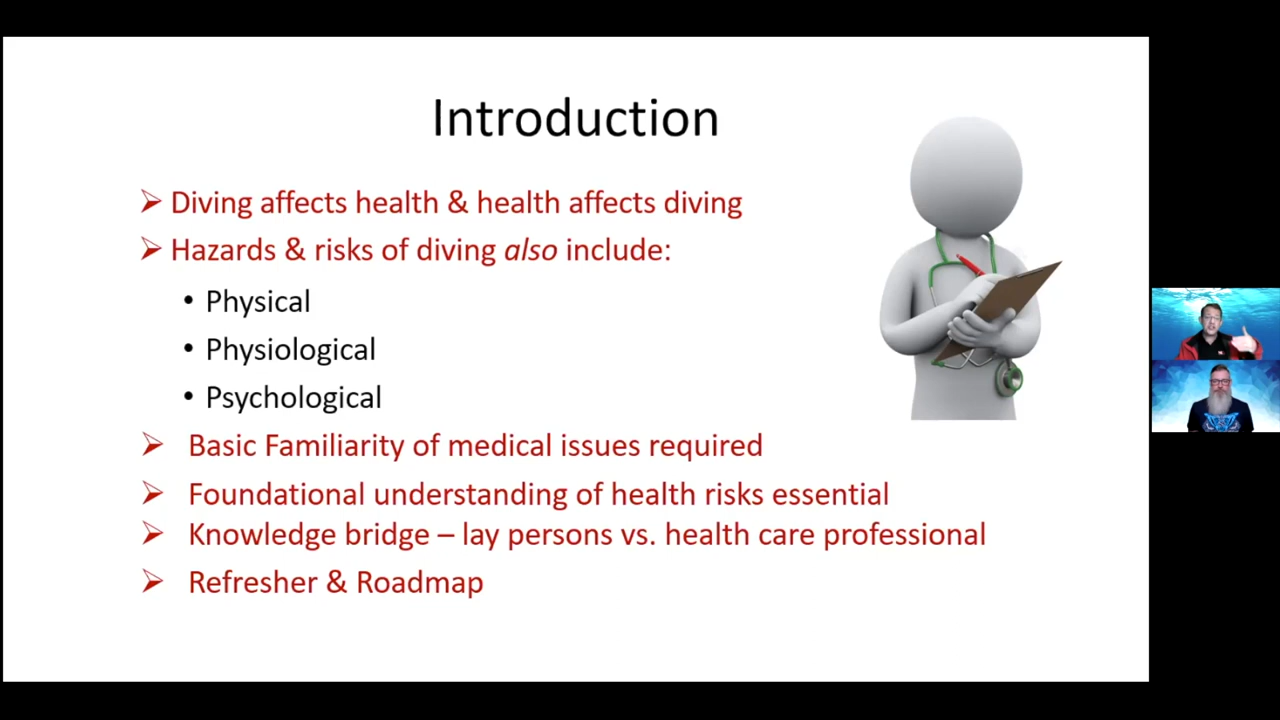 Introduction
Diving affects health & health affects diving
Hazards & risks of diving also include:
Physical
Physiological
Psychological
Basic Familiarity of medical issues required
Foundational understanding of health risks essential
Knowledge bridge – lay persons vs. health care professional
Refresher & Roadmap